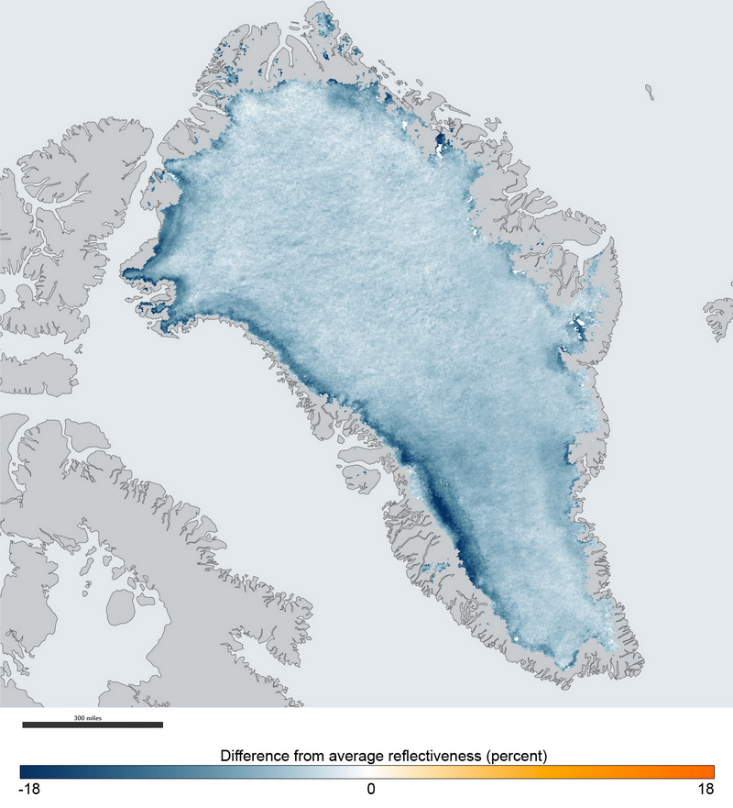 300 miles
Difference from average reflectiveness (percent)
-18 0 18